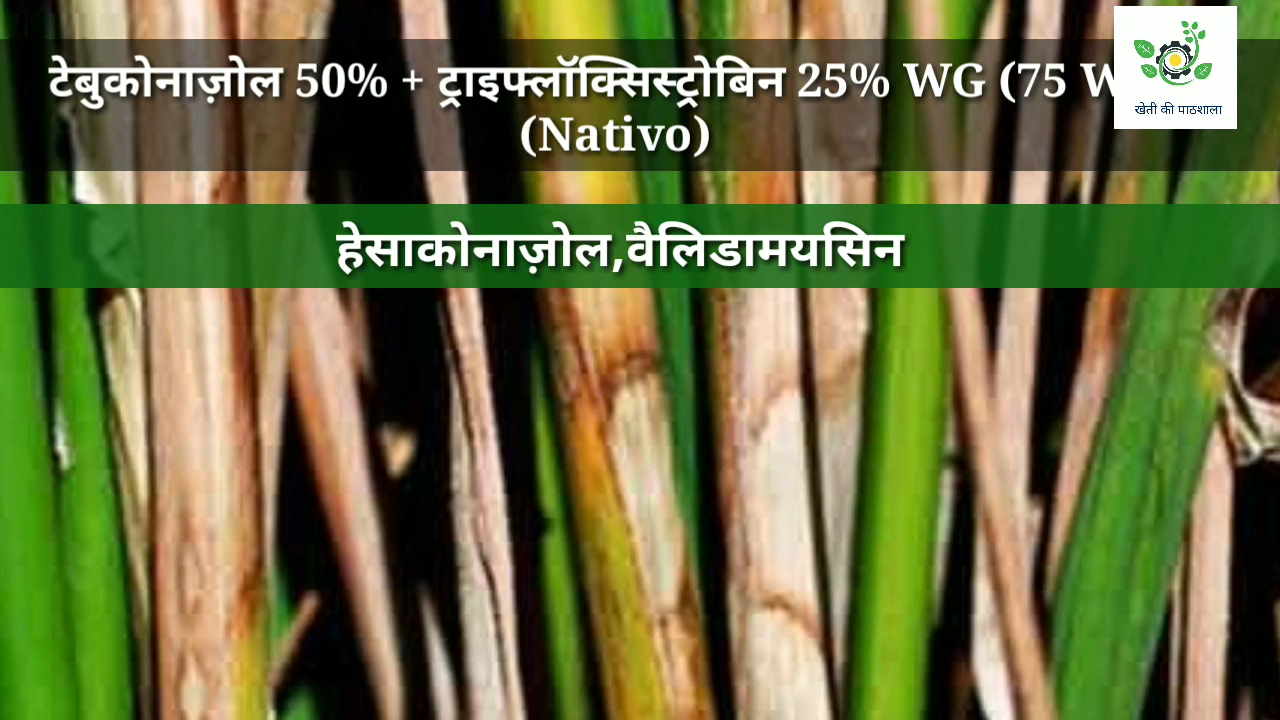 टेबुकोनाज़ोल 50% + ट्राइफ्लॉक्सिस्ट्रोबिन 25% WG (75 W
(Nativo)
खेती की पाठशाला
हेसाकोनाज़ोल,वैलिडामयसिन